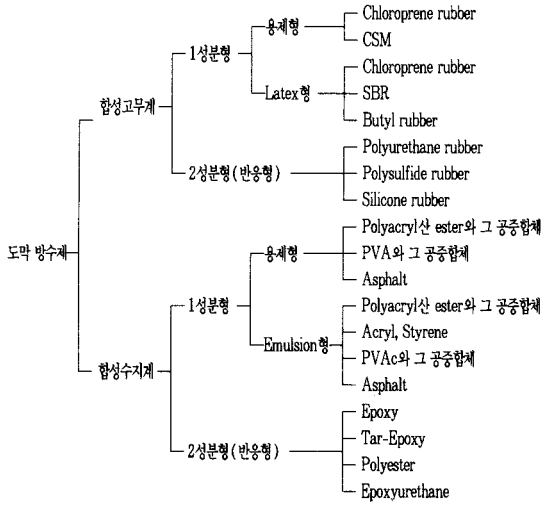 도막 방수제
합성고무계
1성분형
용제형
Chloroprene rubber
CSM
Latex형
Chloroprene rubber
SBR
Butyl rubber
2성분형(반응형)
Polyurethane rubber
Polysulfide rubber
Silicone rubber
합성수지계
1성분형
용제형
Polyacryl산 ester와 그 공중합체
PVA와 그 공중합체
Asphalt
Emulsion형
Polyacryl산 ester와 그 공중합체
Acryl, Styrene
PVAc와 그 공중합체
Asphalt
2성분형(반응형)
Epoxy
Tar-Epoxy
Polyester
Epoxyurethane